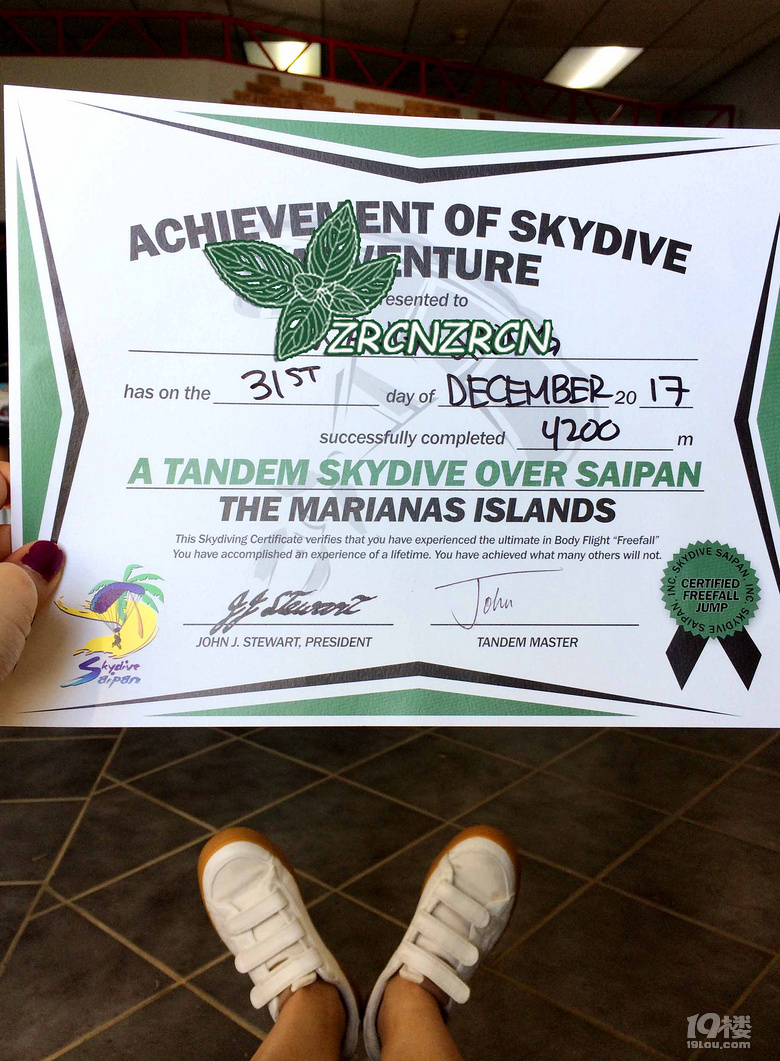 ACHIEVEMENT OF SKYDIVE
ADVENTURE
Presented to
ZRCNZRCN
has on the 31ST day of DECEMBER 20 17
successfully completed 4200 m
A TANDEM SKYDIVE OVER SAIPAN
THE MARIANAS ISLANDS
This Skydiving Certificate verifies that you have experienced the ultimate in Body Flight "Freefall"
You have accomplished an experience of a lifetime. You have achieved what many others will not.
JJ Stewart
John
JOHN J. STEWART, PRESIDENT
TANDEM MASTER
SKYDIVE SAIPAN, INC.
SKYDIVE SAIPAN, INC.
CERTIFIED
FREEFALL
JUMP
Skydive
Saipan
19楼
19lou.com